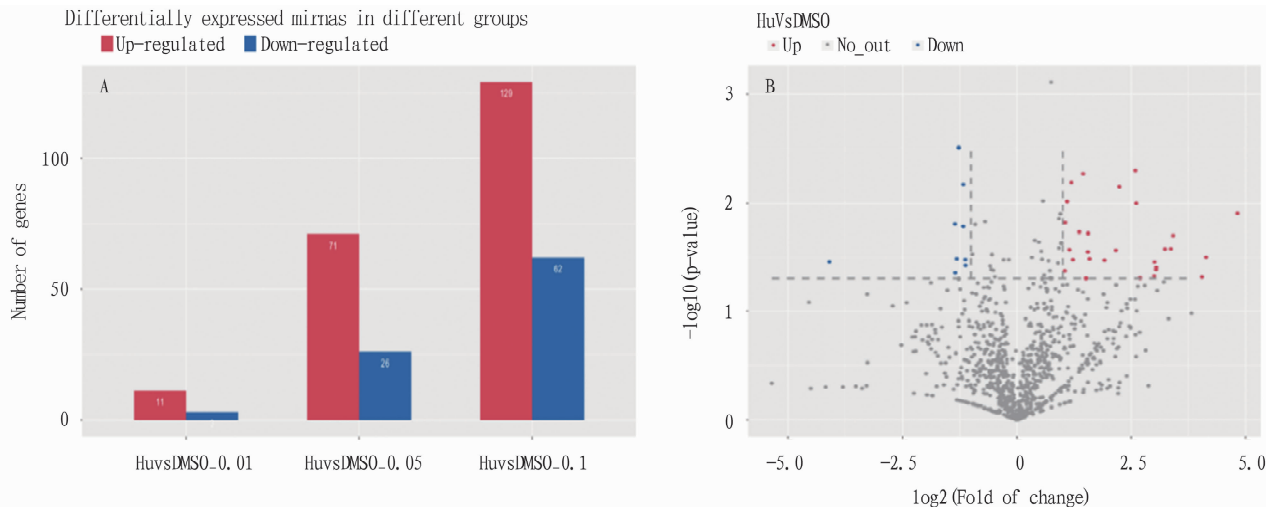 Differentially expressed mirnas in different groups
Up-regulated Down-regulated
A
Number of genes
100
50
0
11
71
26
129
62
HuvsDMSO_0.01 HuvsDMSO_0.05 HuvsDMSO_0.1
HuVsDMSO
Up No_out Down
B
-log10(p-value)
3
2
1
0
-5.0 -2.5 0 2.5 5.0
log2(Fold of change)